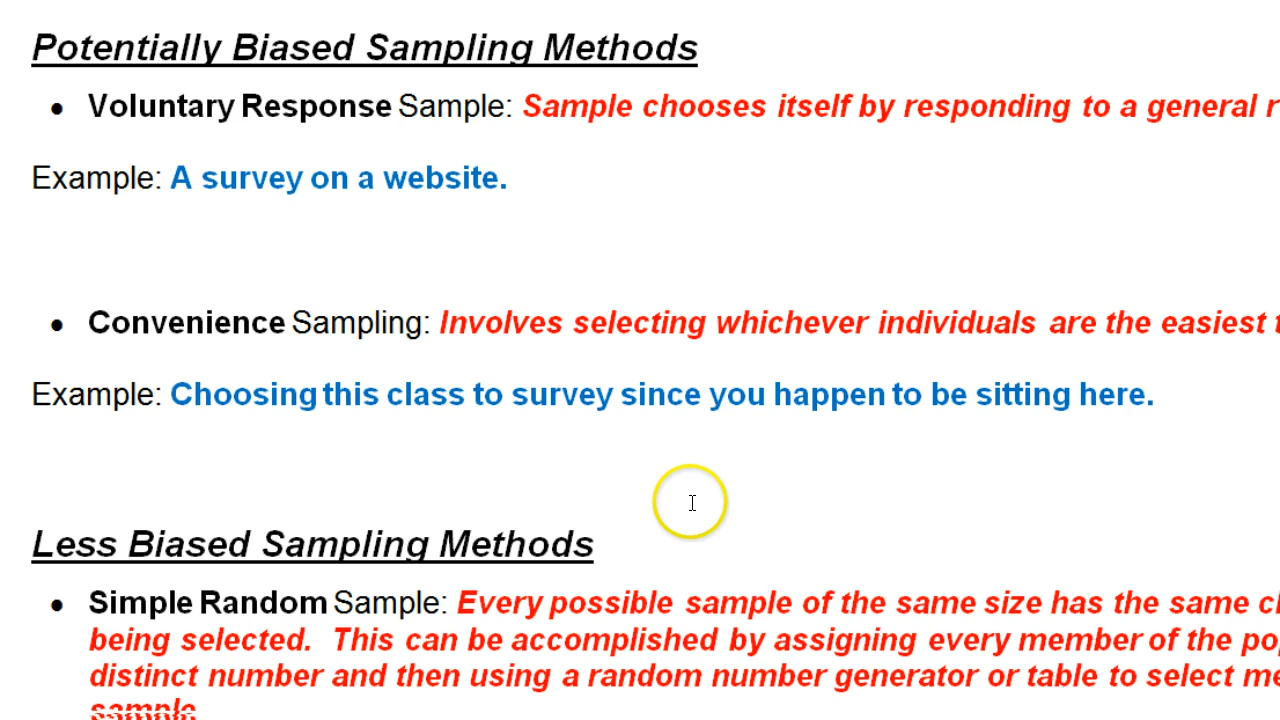 Potentially Biased Sampling Methods
• Voluntary Response Sample: Sample chooses itself by responding to a general
Example: A survey on a website.
• Convenience Sampling: Involves selecting whichever individuals are the easiest
Example: Choosing this class to survey since you happen to be sitting here.
Less Biased Sampling Methods
• Simple Random Sample: Every possible sample of the same size has the same
being selected. This can be accomplished by assigning every member of the
distinct number and then using a random number generator or table to select
sample